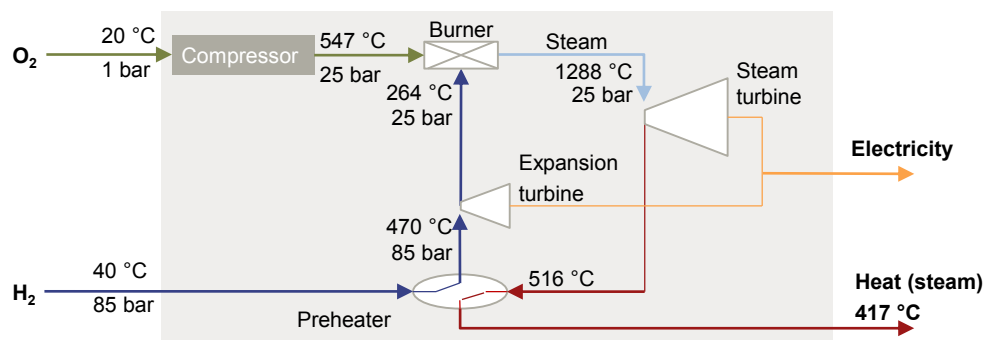 O2
20 °C
1 bar
Compressor
547 °C
25 bar
Burner
Steam
1288 °C
25 bar
Steam
turbine
264 °C
25 bar
Electricity
Expansion
turbine
470 °C
85 bar
H2
40 °C
85 bar
Preheater
516 °C
Heat (steam)
417 °C